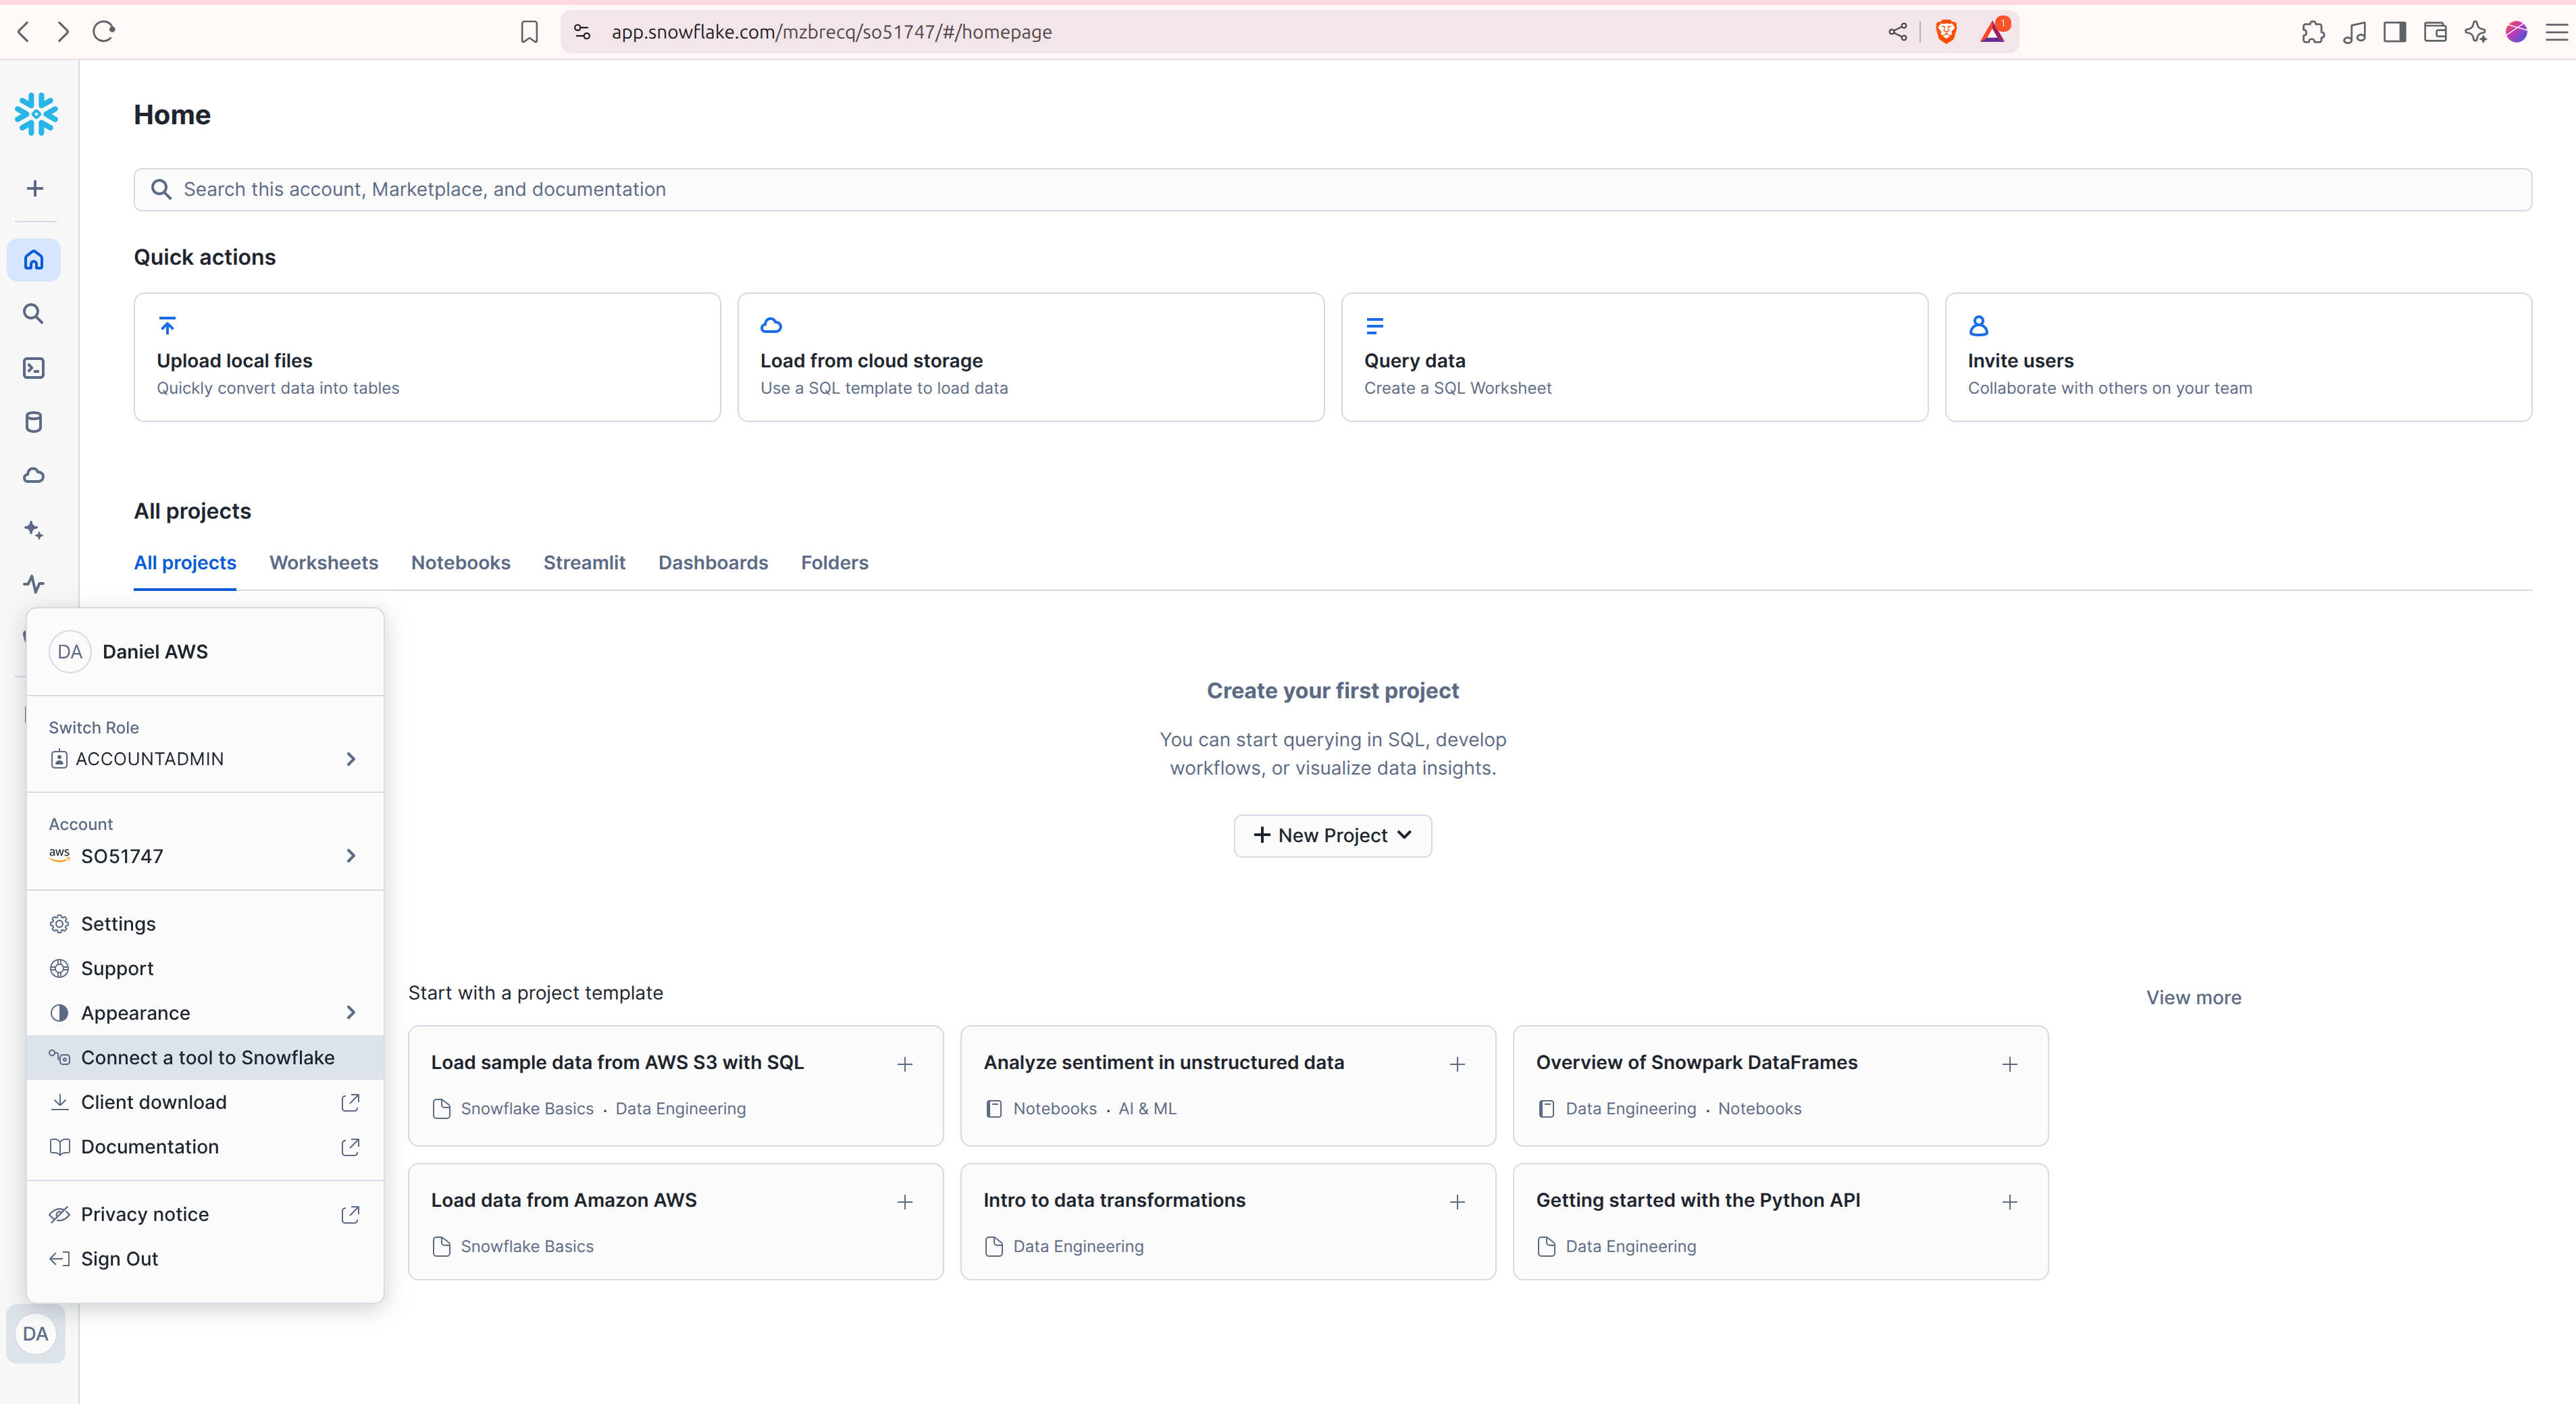 app.snowflake.com/mzbrecq/so51747/#/homepage
1
Home
Search this account, Marketplace, and documentation
Quick actions
Upload local files
Quickly convert data into tables
Load from cloud storage
Use a SQL template to load data
Query data
Create a SQL Worksheet
Invite users
Collaborate with others on your team
All projects
All projects Worksheets Notebooks Streamlit Dashboards Folders
DA Daniel AWS
Switch Role
ACCOUNTADMIN
Account
aws SO51747
Settings
Support
Appearance
Connect a tool to Snowflake
Client download
Documentation
Privacy notice
Sign Out
DA
Create your first project
You can start querying in SQL, develop
workflows, or visualize data insights.
+ New Project
Start with a project template
View more
Load sample data from AWS S3 with SQL
Snowflake Basics · Data Engineering
Analyze sentiment in unstructured data
Notebooks · AI & ML
Overview of Snowpark DataFrames
Data Engineering · Notebooks
Load data from Amazon AWS
Snowflake Basics
Intro to data transformations
Data Engineering
Getting started with the Python API
Data Engineering